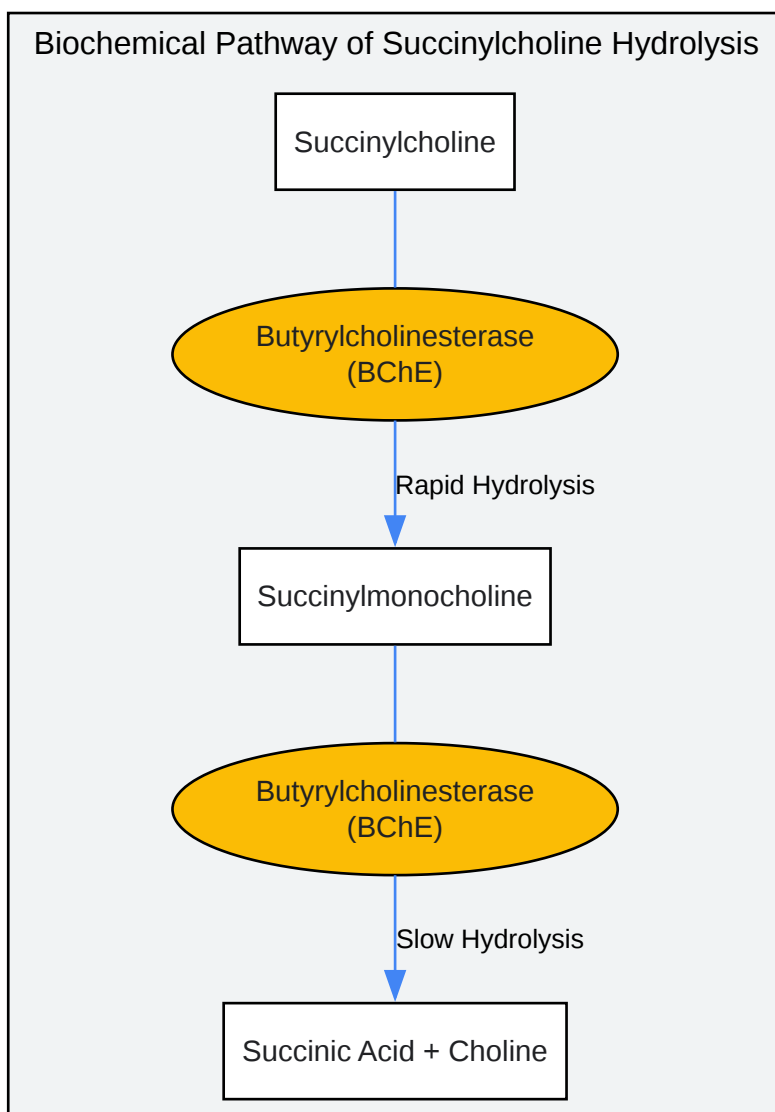 Biochemical Pathway of Succinylcholine Hydrolysis
Succinylcholine
Butyrylcholinesterase
(BChE)
Rapid Hydrolysis
Succinylmonocholine
Butyrylcholinesterase
(BChE)
Slow Hydrolysis
Succinic Acid + Choline